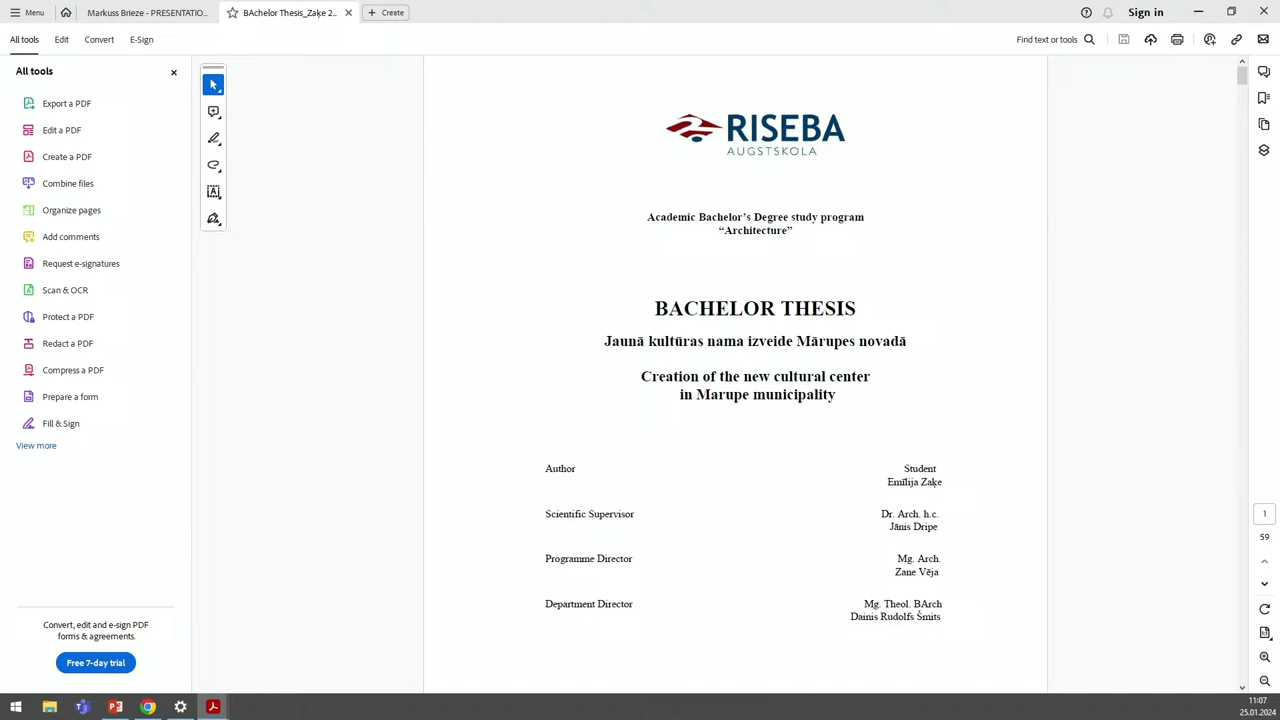 Menu
Markuss Brieze - PRESENTATIO...
BAchelor Thesis_Zaķe 2...
Create
Sign in
All tools
Edit
Convert
E-Sign
Find text or tools
All tools
Export a PDF
Edit a PDF
Create a PDF
Combine files
Organize pages
Add comments
Request e-signatures
Scan & OCR
Protect a PDF
Redact a PDF
Compress a PDF
Prepare a form
Fill & Sign
View more
Convert, edit and e-sign PDF
forms & agreements.
Free 7-day trial
RISEBA
AUGSTSKOLA
Academic Bachelor's Degree study program
“Architecture”
BACHELOR THESIS
Jaunā kultūras nama izveide Mārupes novadā
Creation of the new cultural center
in Marupe municipality
Author Student
Emīlija Zaķe
Scientific Supervisor Dr. Arch. h.c.
Jānis Dripe
Programme Director Mg. Arch.
Zane Vēja
Department Director Mg. Theol. BArch
Dainis Rudolfs Šmits
1
59
11:07
25.01.2024